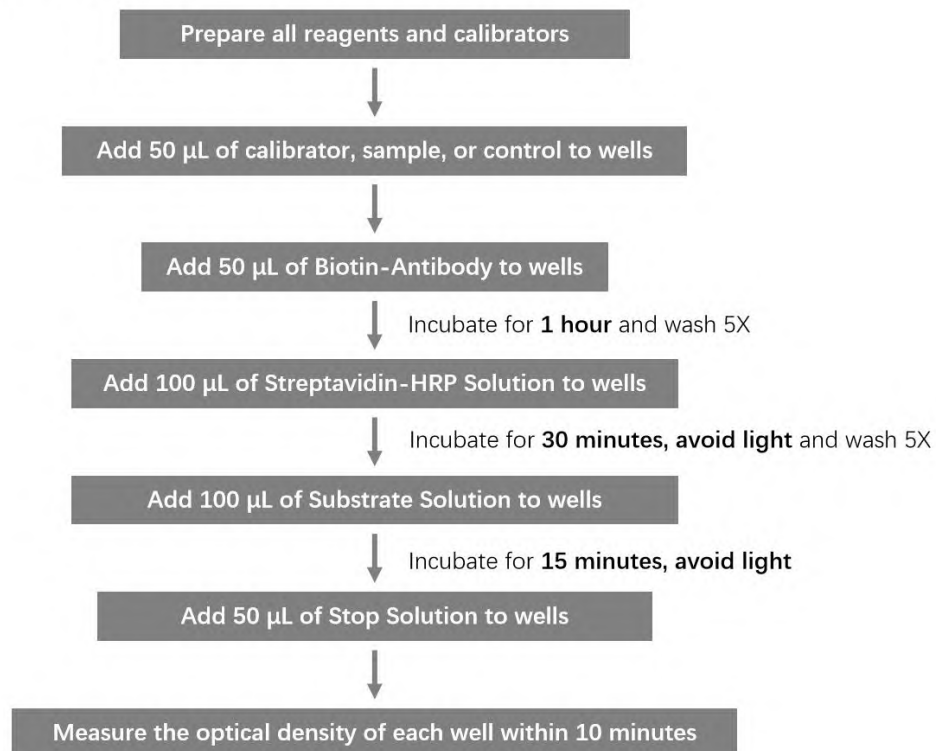 Prepare all reagents and calibrators
Add 50 µL of calibrator, sample, or control to wells
Add 50 µL of Biotin-Antibody to wells
Incubate for 1 hour and wash 5X
Add 100 µL of Streptavidin-HRP Solution to wells
Incubate for 30 minutes, avoid light and wash 5X
Add 100 µL of Substrate Solution to wells
Incubate for 15 minutes, avoid light
Add 50 µL of Stop Solution to wells
Measure the optical density of each well within 10 minutes